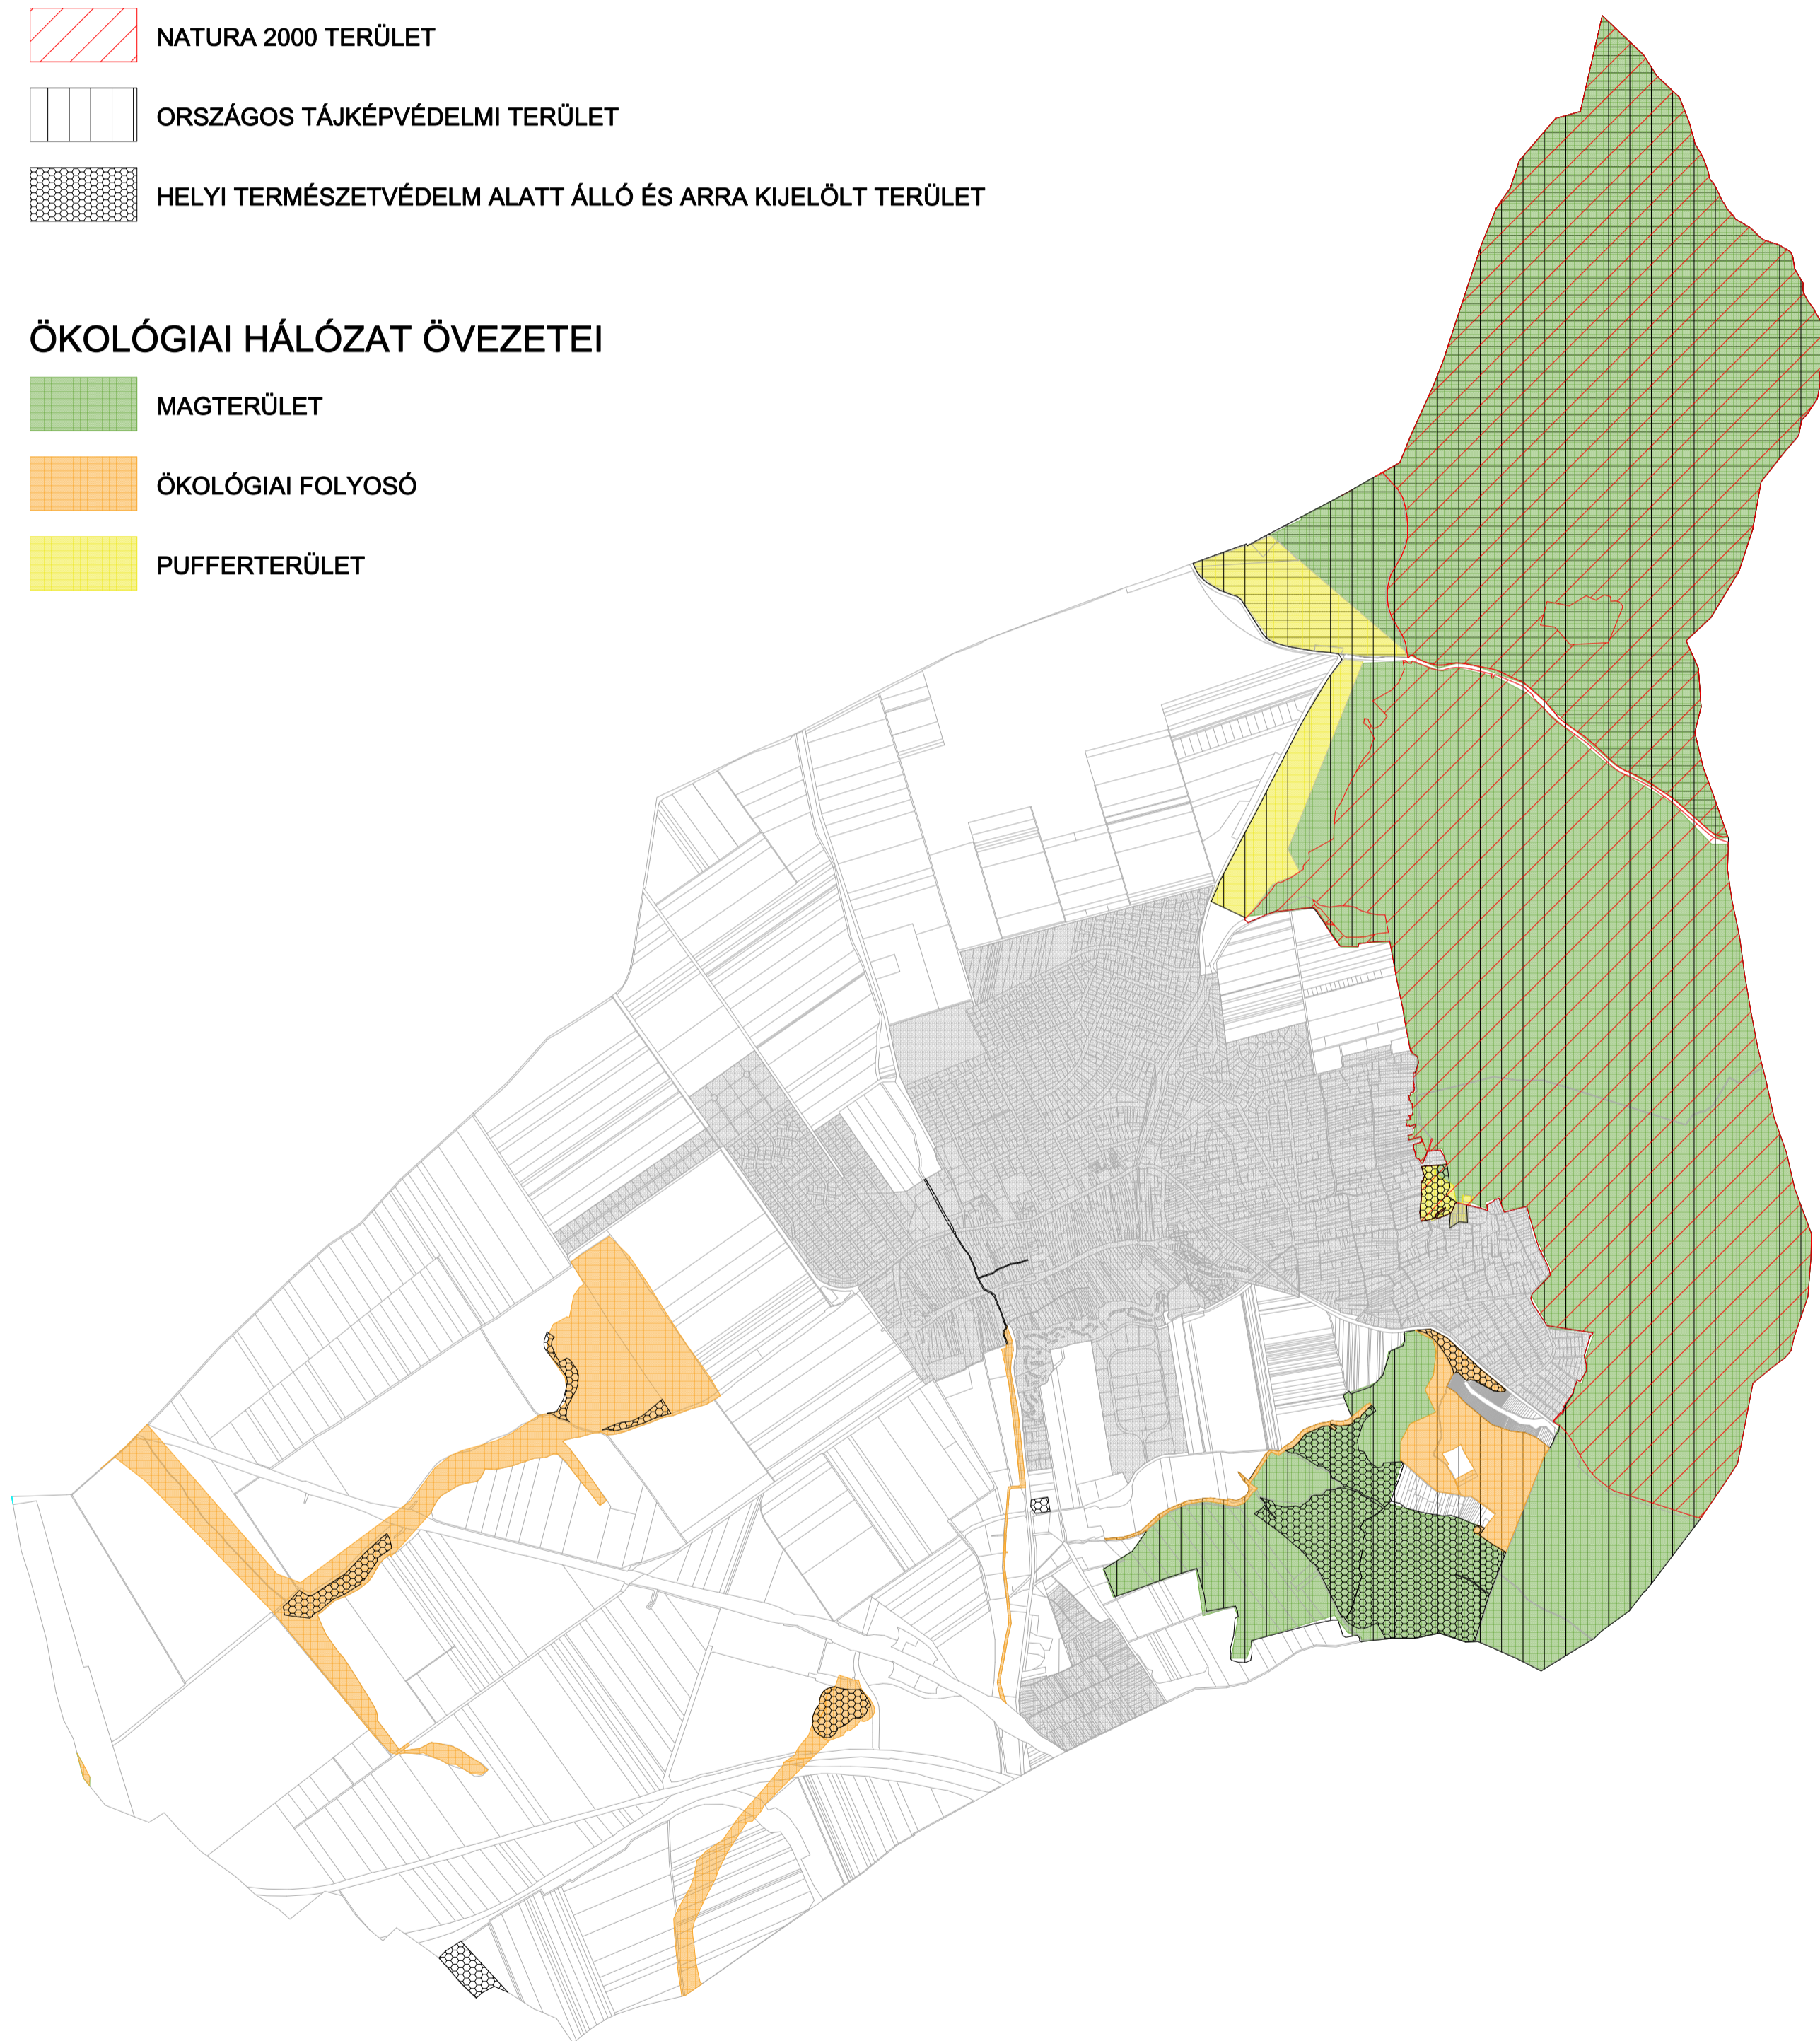 NATURA 2000 TERÜLET
ORSZÁGOS TÁJKÉPVÉDELMI TERÜLET
HELYI TERMÉSZETVÉDELM ALATT ÁLLÓ ÉS ARRA KIJELÖLT TERÜLET
ÖKOLÓGIAI HÁLÓZAT ÖVEZETEI
MAGTERÜLET
ÖKOLÓGIAI FOLYOSÓ
PUFFERTERÜLET